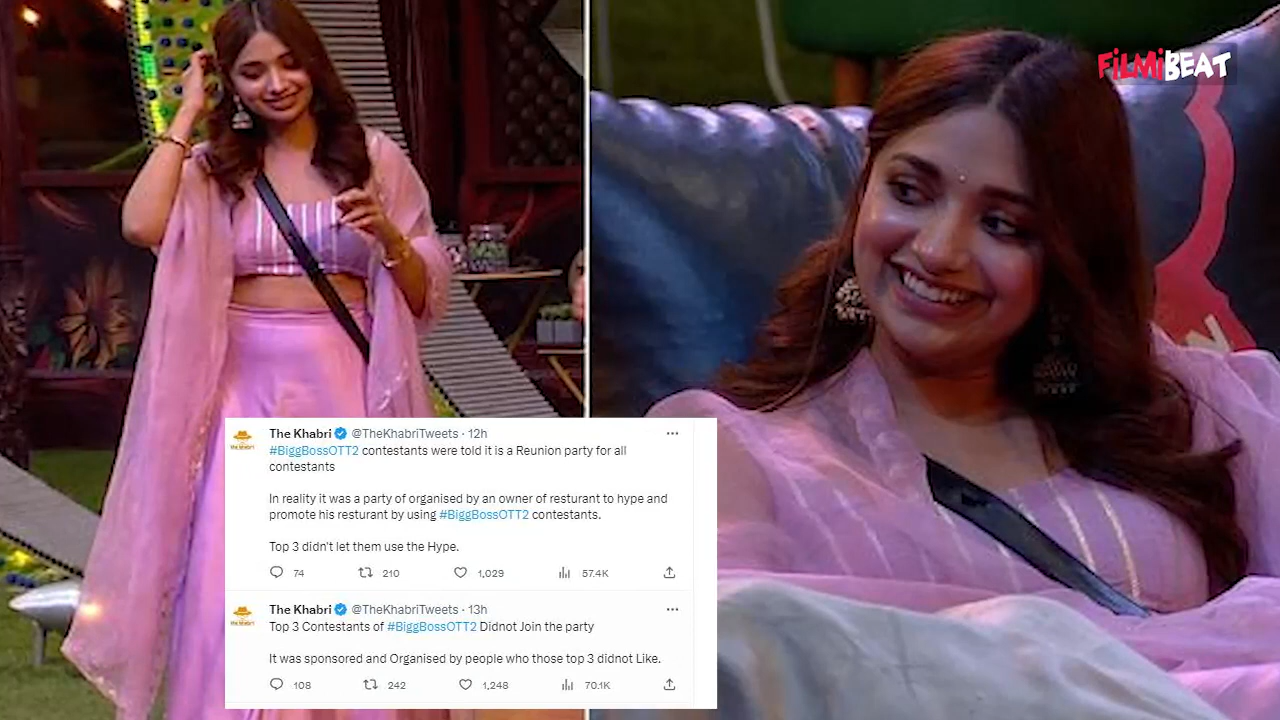 FiLMiBEAT
The Khabri @TheKhabriTweets · 12h
#BiggBossOTT2 contestants were told it is a Reunion party for all
contestants
In reality it was a party of organised by an owner of resturant to hype and
promote his resturant by using #BiggBossOTT2 contestants.
Top 3 didn't let them use the Hype.
74 210 1,029 57.4K
The Khabri @TheKhabriTweets · 13h
Top 3 Contestants of #BiggBossOTT2 Didnot Join the party
It was sponsored and Organised by people who those top 3 didnot Like.
108 242 1,248 70.1K